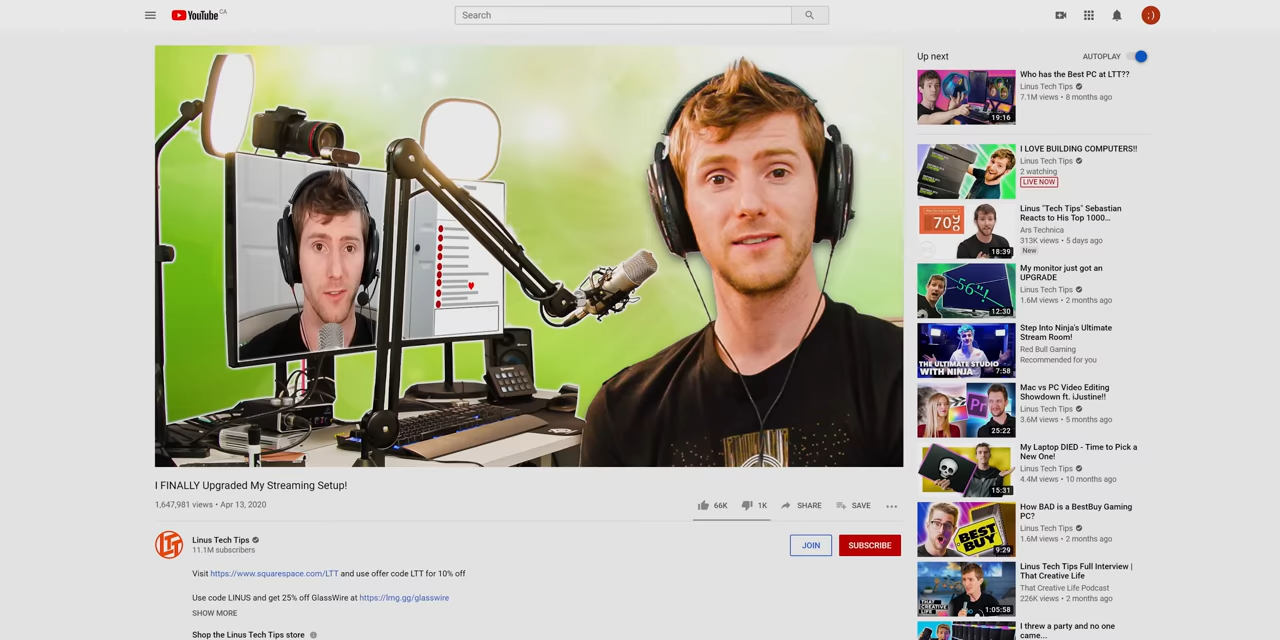 YouTube CA
Search
:)
I FINALLY Upgraded My Streaming Setup!
1,647,981 views • Apr 13, 2020
66K
1K
SHARE
SAVE
Linus Tech Tips
11.1M subscribers
JOIN
SUBSCRIBE
Visit https://www.squarespace.com/LTT and use offer code LTT for 10% off
Use code LINUS and get 25% off GlassWire at https://lmg.gg/glasswire
SHOW MORE
Shop the Linus Tech Tips store
Up next
AUTOPLAY
19:16
Who has the Best PC at LTT??
Linus Tech Tips
7.1M views • 8 months ago
I LOVE BUILDING COMPUTERS!!
Linus Tech Tips
2 watching
LIVE NOW
18:39
Linus "Tech Tips" Sebastian
Reacts to His Top 1000...
Ars Technica
313K views • 5 days ago
New
56"!
12:30
My monitor just got an
UPGRADE
Linus Tech Tips
1.6M views • 2 months ago
THE ULTIMATE STUDIO
WITH NINJA
7:58
Step Into Ninja's Ultimate
Stream Room!
Red Bull Gaming
Recommended for you
Pr
25:22
Mac vs PC Video Editing
Showdown ft. iJustine!!
Linus Tech Tips
3.6M views • 5 months ago
15:31
My Laptop DIED - Time to Pick a
New One!
Linus Tech Tips
4.4M views • 10 months ago
BEST
BUY
9:29
How BAD is a BestBuy Gaming
PC?
Linus Tech Tips
1.6M views • 2 months ago
THAT
CREATIVE
LIFE
1:05:58
Linus Tech Tips Full Interview |
That Creative Life
That Creative Life Podcast
226K views • 2 months ago
I threw a party and no one
came...